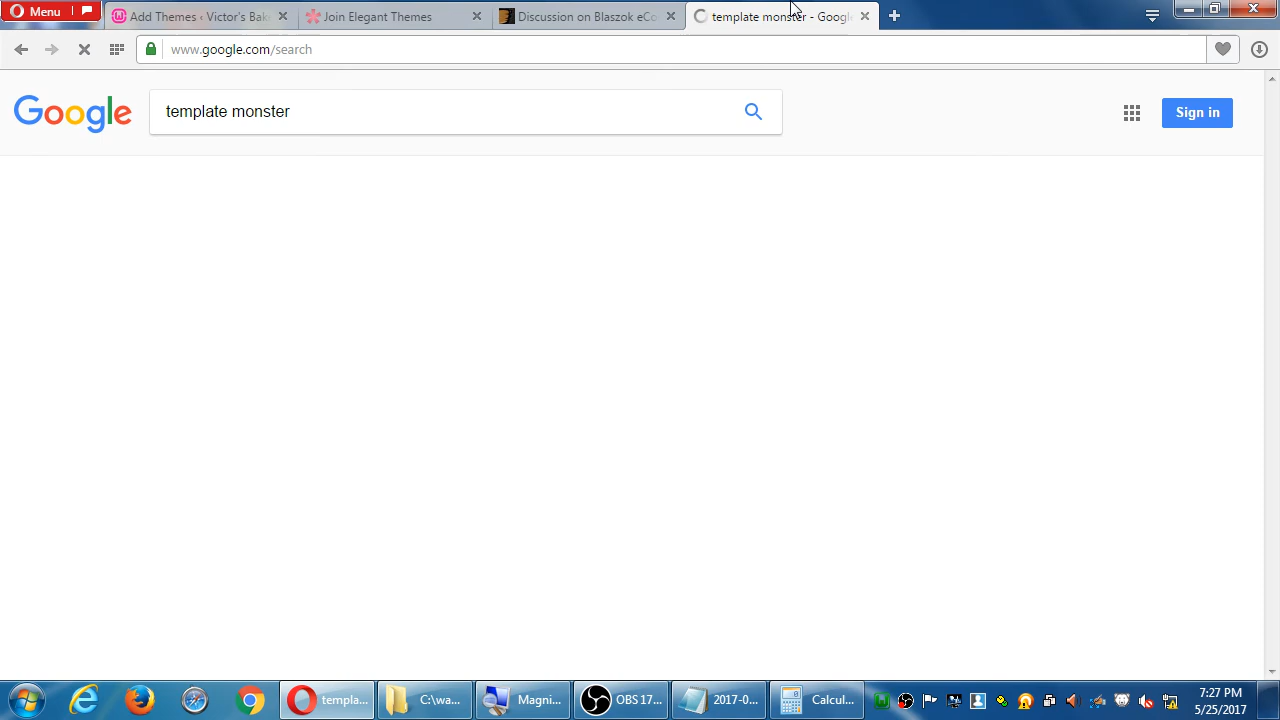 Menu
Add Themes ‹ Victor's Bak
Join Elegant Themes
Discussion on Blaszok eCo
template monster - Googl
www.google.com/search
Google
template monster
Sign in
templa...
C:\wa...
Magni...
OBS 17...
2017-0...
Calcul...
7:27 PM
5/25/2017